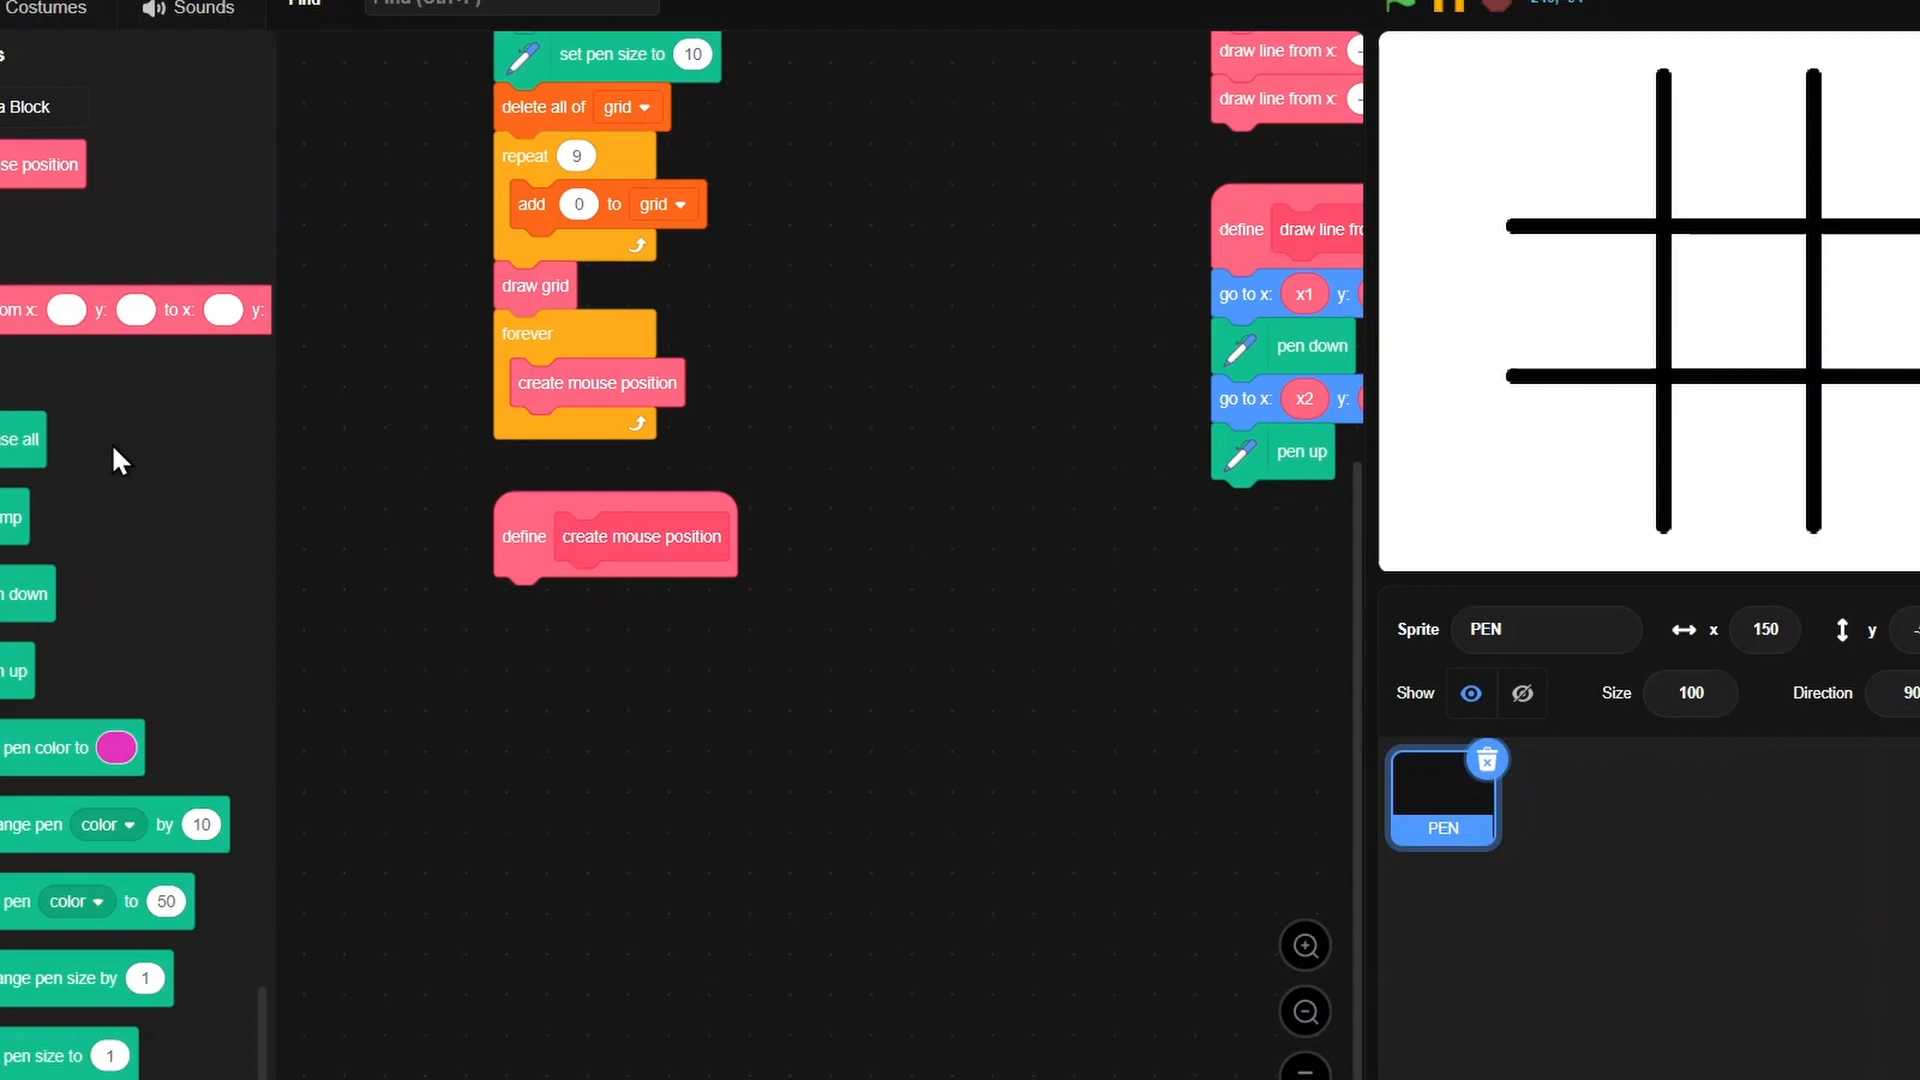 Costumes
Sounds
a Block
se position
om x:
y:
to x:
y:
se all
mp
n down
n up
pen color to
ange pen color by 10
pen color to 50
ange pen size by 1
pen size to 1
set pen size to 10
delete all of grid
repeat 9
add 0 to grid
draw grid
forever
create mouse position
define create mouse position
draw line from x:
draw line from x:
define draw line fr
go to x: x1 y:
pen down
go to x: x2 y:
pen up
Sprite PEN x 150 y
Show Size 100 Direction 90
PEN